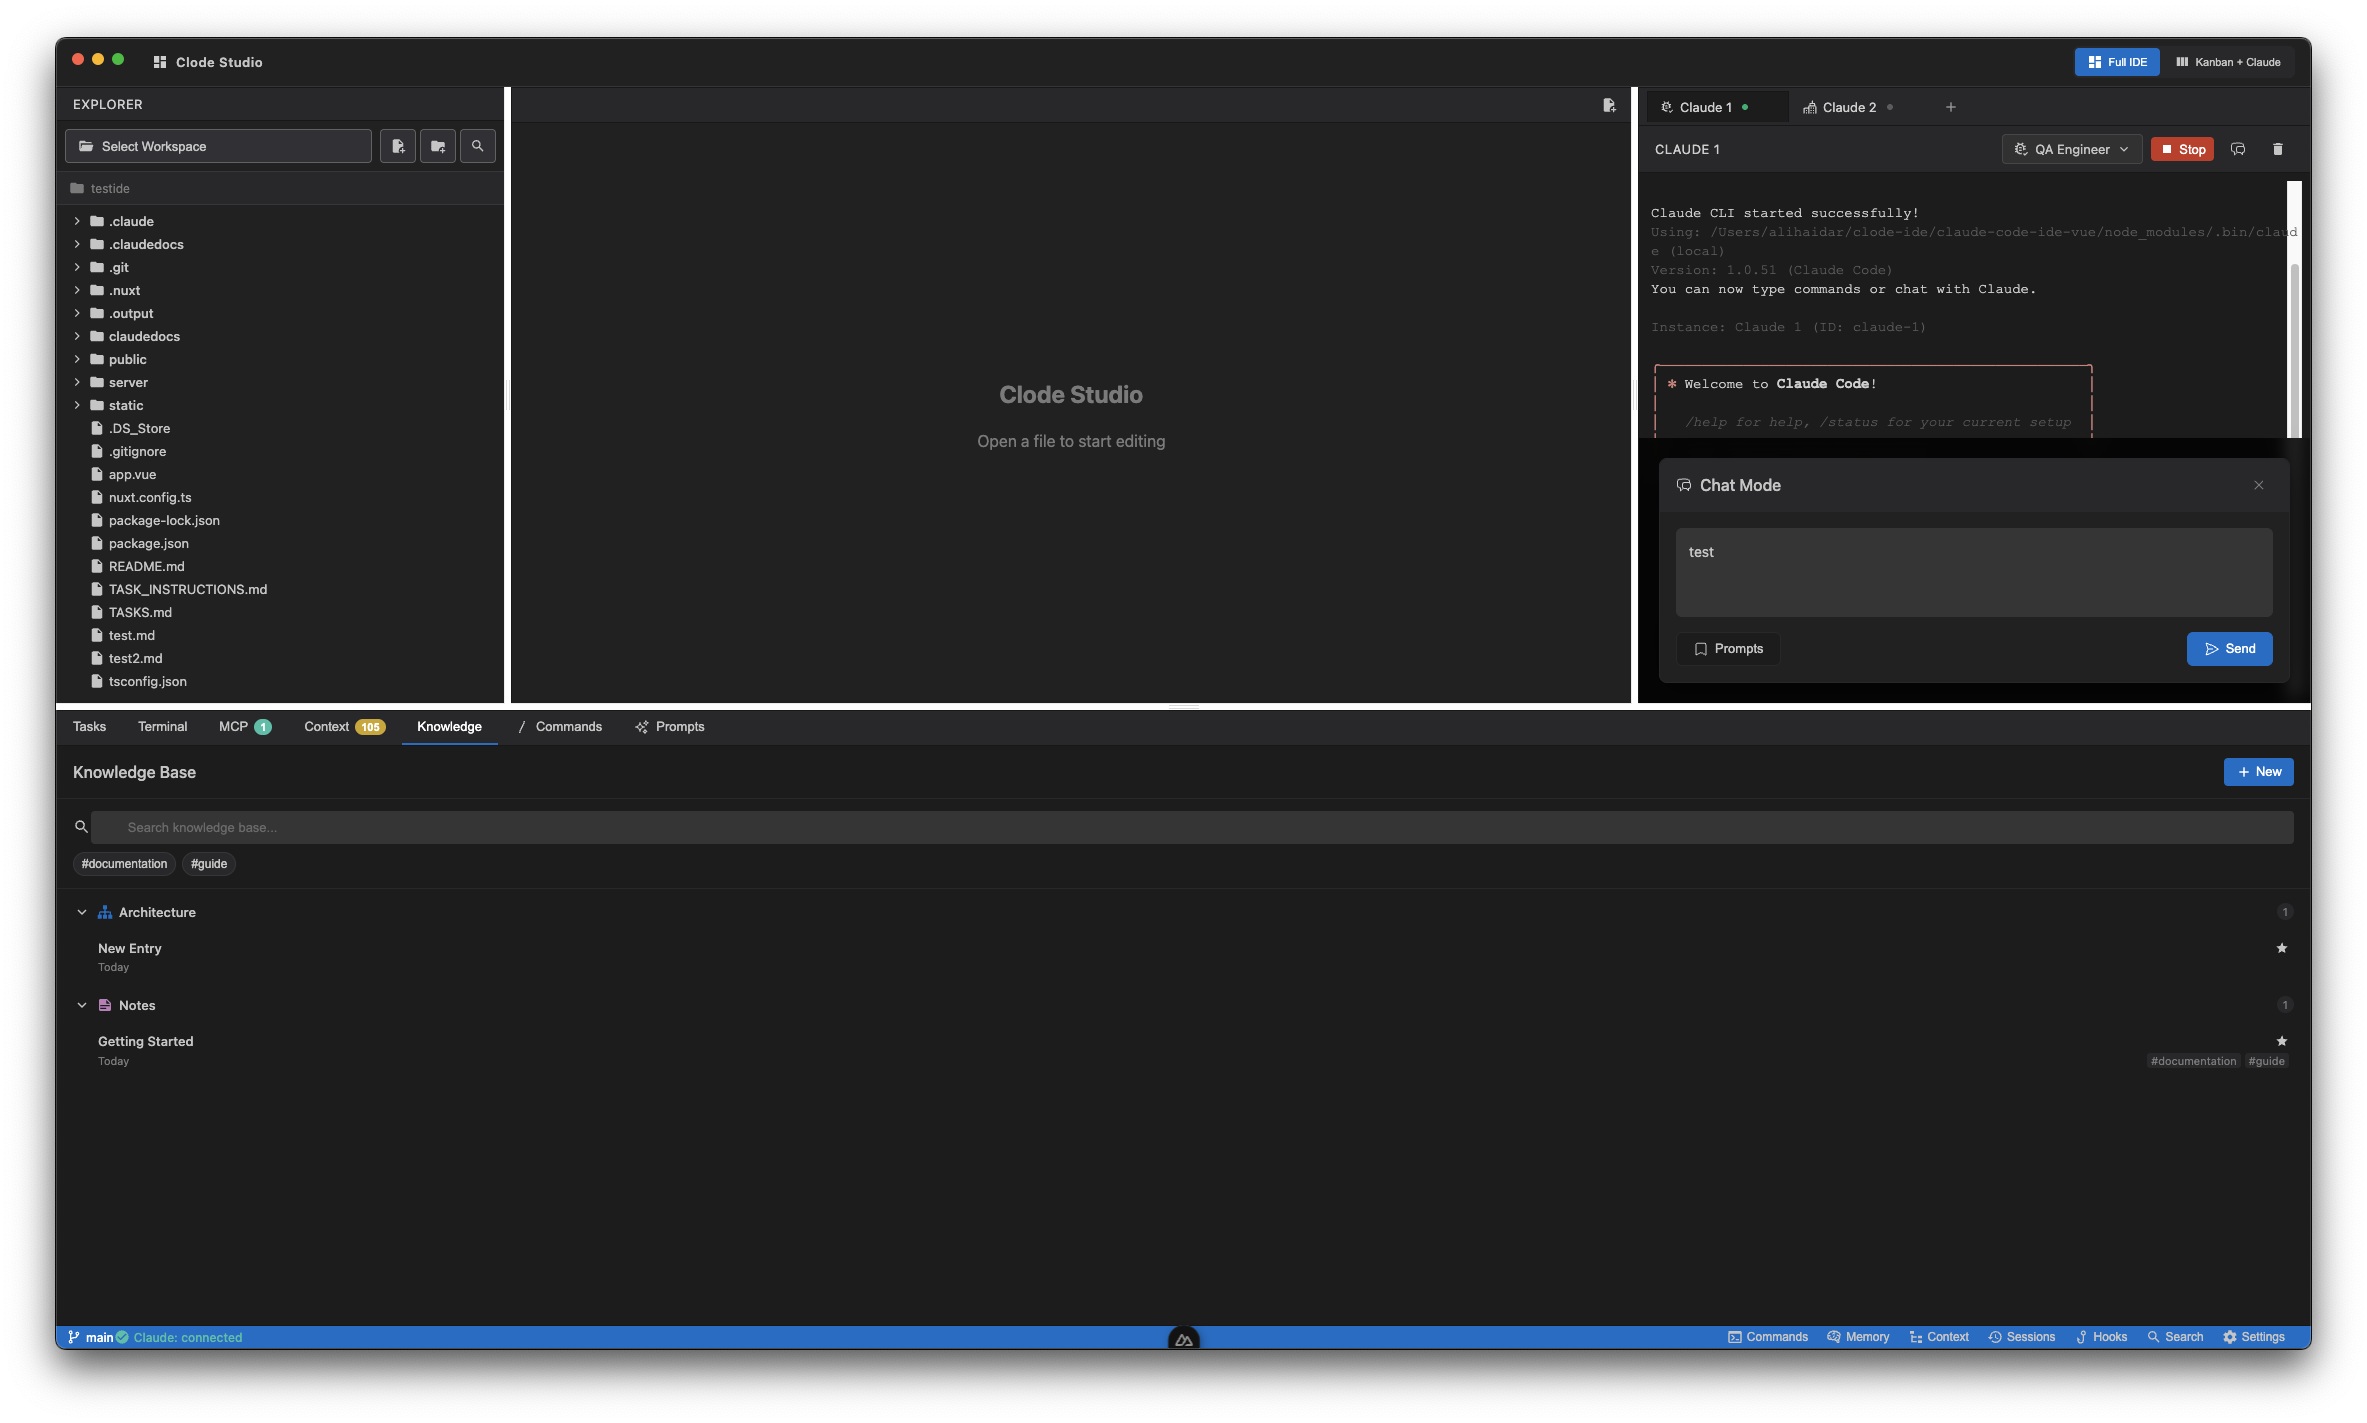 Clode Studio
Full IDE
Kanban + Claude
EXPLORER
Select Workspace
testide
.claude
.claudedocs
.git
.nuxt
.output
claudedocs
public
server
static
.DS_Store
.gitignore
app.vue
nuxt.config.ts
package-lock.json
package.json
README.md
TASK_INSTRUCTIONS.md
TASKS.md
test.md
test2.md
tsconfig.json
Clode Studio
Open a file to start editing
Claude 1
Claude 2
CLAUDE 1
QA Engineer
Stop
Claude CLI started successfully!
Using: /Users/alihaidar/clode-ide/claude-code-ide-vue/node_modules/.bin/claud
e (local)
Version: 1.0.51 (Claude Code)
You can now type commands or chat with Claude.
Instance: Claude 1 (ID: claude-1)
* Welcome to Claude Code!
/help for help, /status for your current setup
Chat Mode
test
Prompts
Send
Tasks
Terminal
MCP 1
Context 105
Knowledge
/ Commands
Prompts
Knowledge Base
+ New
Search knowledge base...
#documentation
#guide
Architecture
1
New Entry
Today
Notes
1
Getting Started
Today
#documentation
#guide
main
Claude: connected
Commands
Memory
Context
Sessions
Hooks
Search
Settings